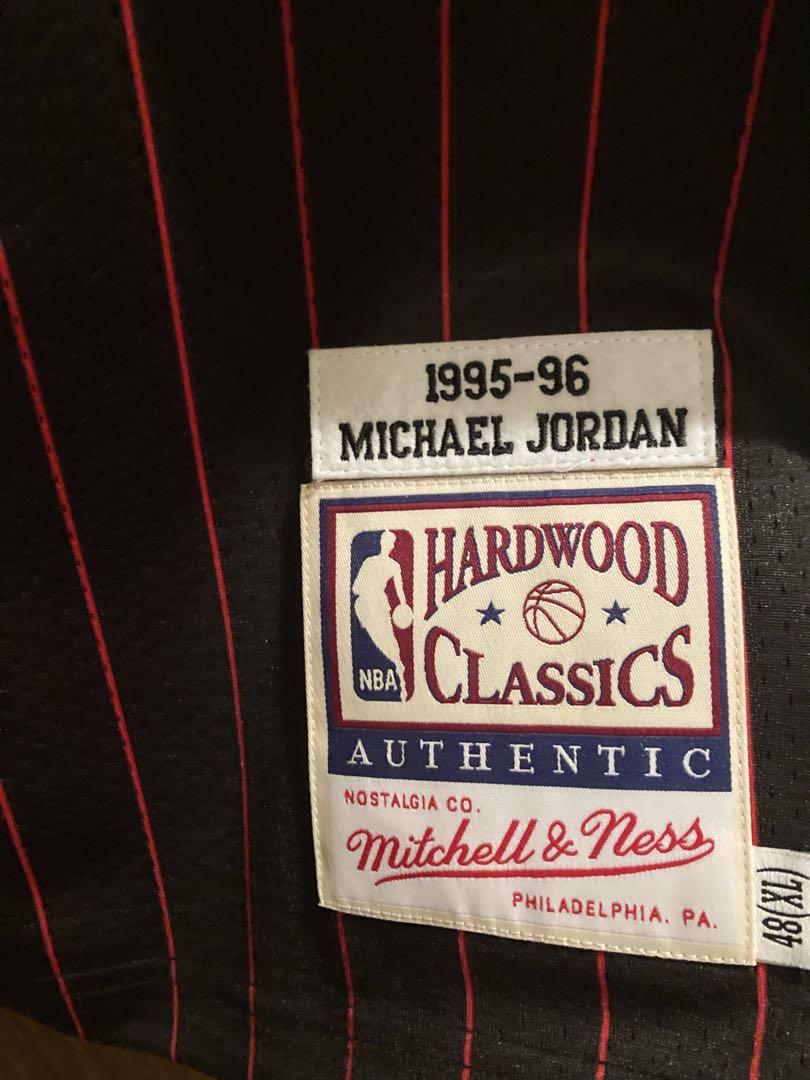 1995-96
MICHAEL JORDAN
HARDWOOD
CLASSICS
NBA
AUTHENTIC
NOSTALGIA CO.
Mitchell & Ness
PHILADELPHIA. PA.
48(XL)